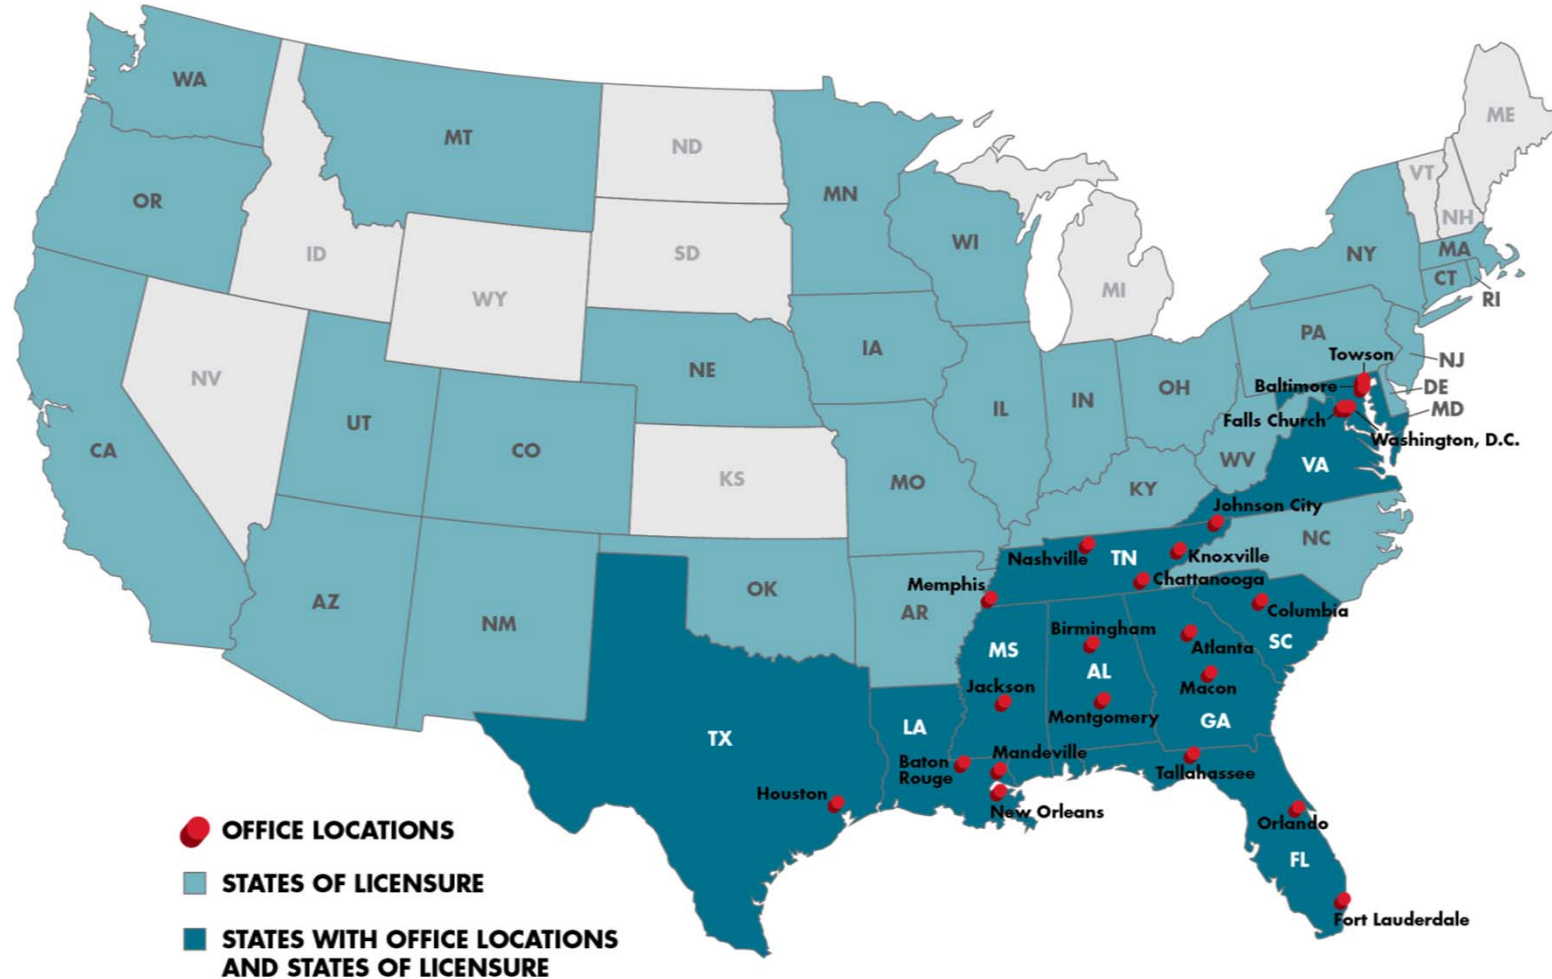 WA
MT
ND
MN
OR
ID
WY
SD
WI
MI
ME
VT
NH
NY
MA
CT
RI
NV
UT
CO
NE
IA
IL
IN
OH
PA
NJ
DE
MD
Towson
Baltimore
Falls Church
Washington, D.C.
CA
KS
MO
KY
WV
VA
AZ
NM
OK
AR
TN
NC
Johnson City
Nashville
Knoxville
Chattanooga
Memphis
Columbia
SC
MS
Birmingham
AL
Atlanta
Jackson
Montgomery
Macon
GA
TX
LA
Baton
Rouge
Mandeville
New Orleans
Houston
Tallahassee
Orlando
FL
Fort Lauderdale
OFFICE LOCATIONS
STATES OF LICENSURE
STATES WITH OFFICE LOCATIONS
AND STATES OF LICENSURE